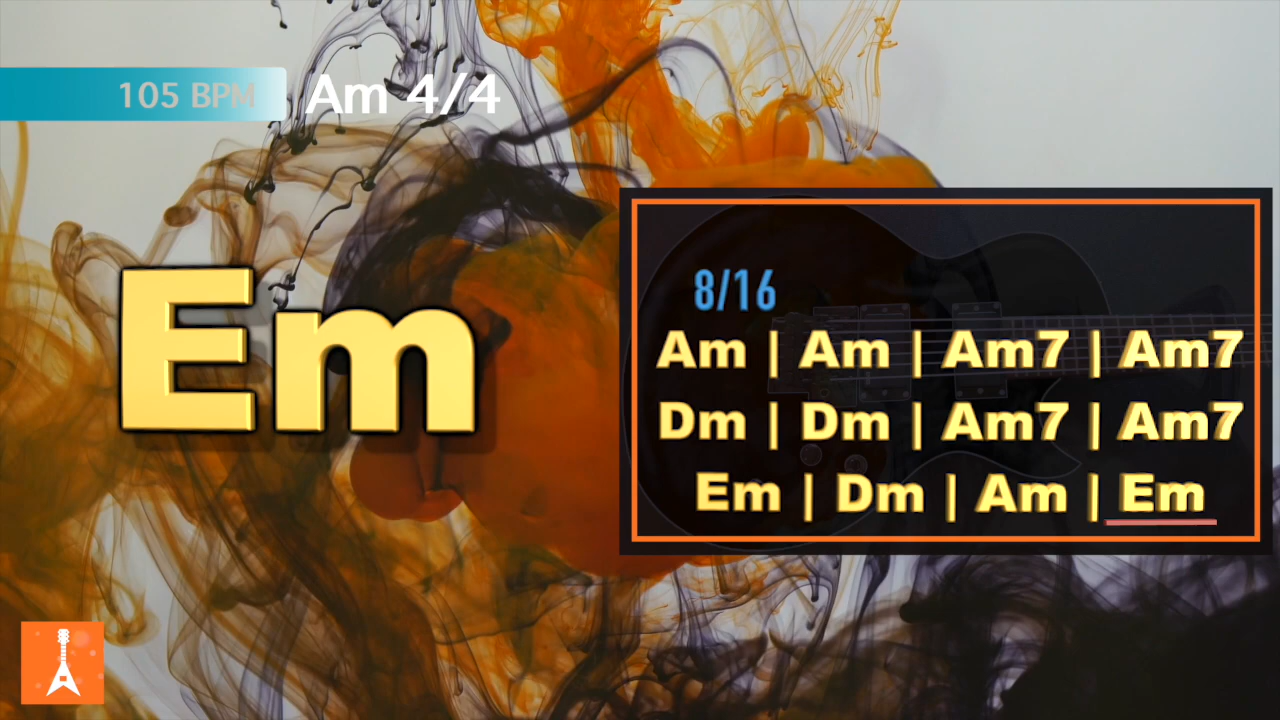 105 BPM Am 4/4
Em
8/16
Am | Am | Am7 | Am7
Dm | Dm | Am7 | Am7
Em | Dm | Am | Em